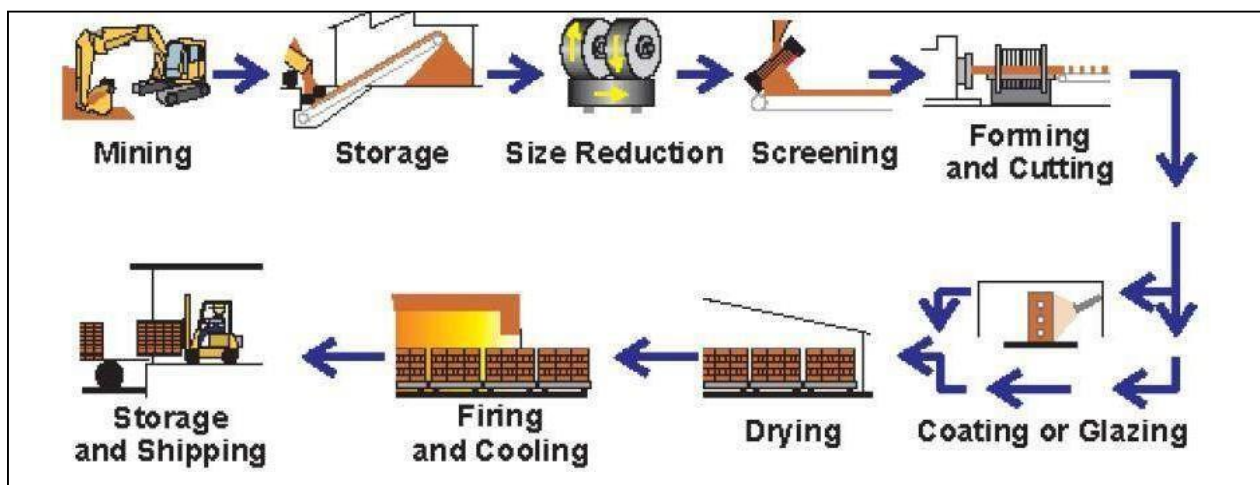 Mining
Storage
Size Reduction
Screening
Forming
and Cutting
Storage
and Shipping
Firing
and Cooling
Drying
Coating or Glazing